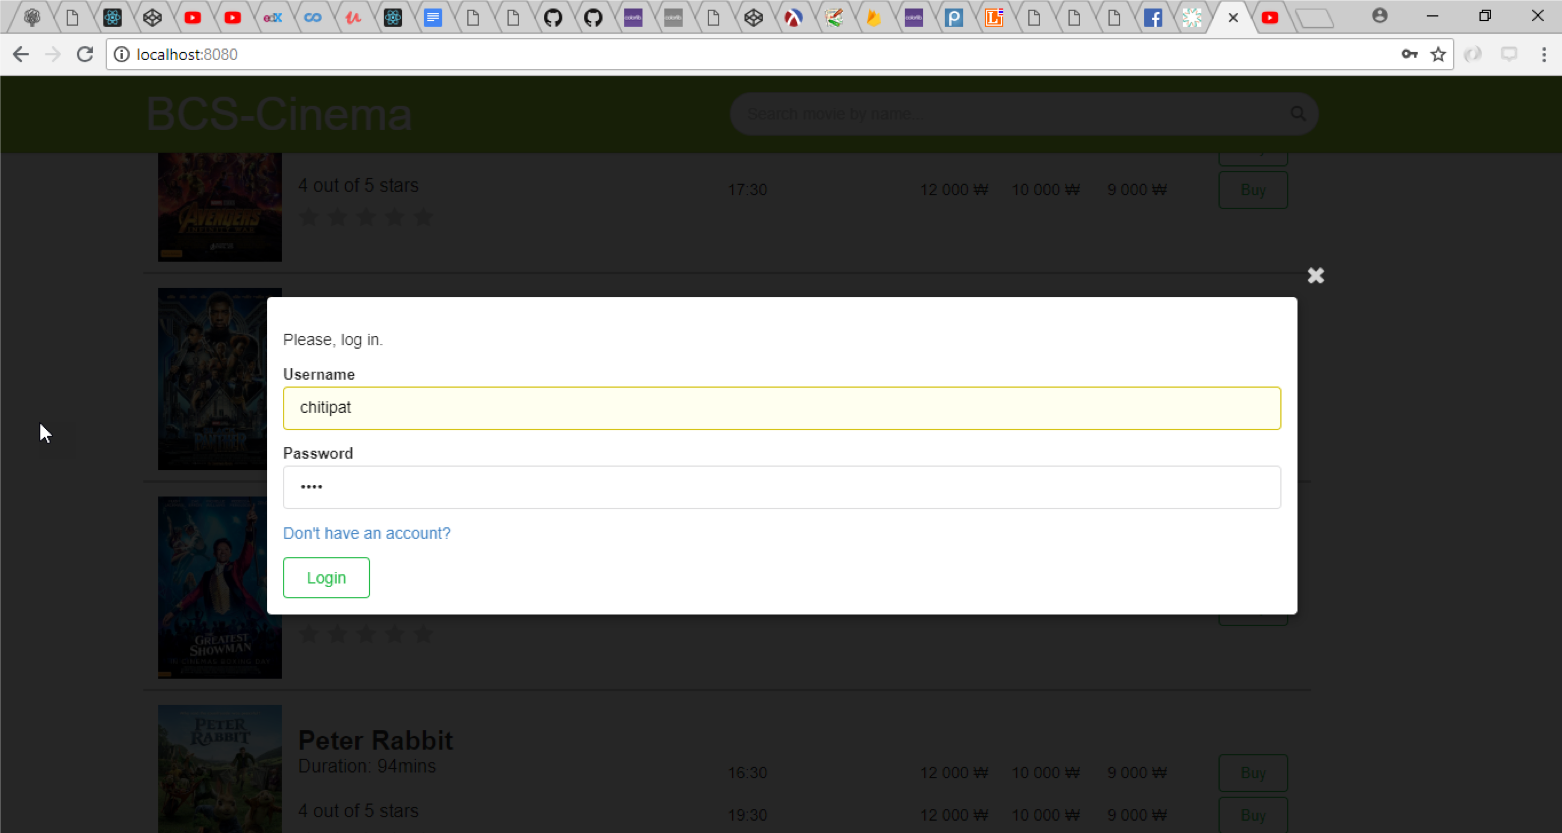 localhost:8080
BCS-Cinema
Search movie by name...
4 out of 5 stars
17:30 12 000 ₩ 10 000 ₩ 9 000 ₩ Buy
AVENGERS
INFINITY WAR
Please, log in.
Username
chitipat
Password
••••
Don't have an account?
Login
THE
GREATEST
SHOWMAN
PETER
RABBIT
Peter Rabbit
Duration: 94mins
16:30 12 000 ₩ 10 000 ₩ 9 000 ₩ Buy
4 out of 5 stars
19:30 12 000 ₩ 10 000 ₩ 9 000 ₩ Buy